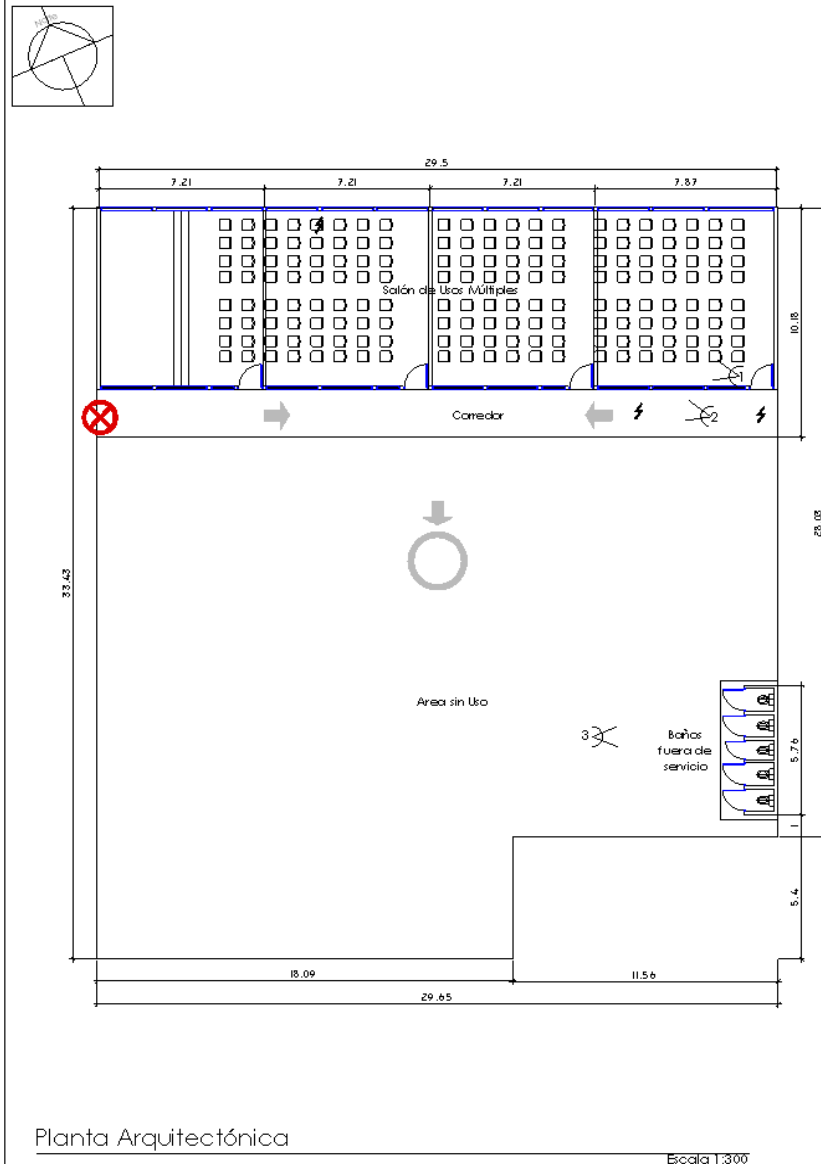 Norte
29.5
7.21
7.21
7.21
7.87
Salón de Usos Múltiples
10.18
1
Corredor
2
28.03
33.43
Area sin Uso
3
Baños
fuera de
servicio
5.76
1
5.4
18.09
11.56
29.65
Planta Arquitectónica
Escala 1:300